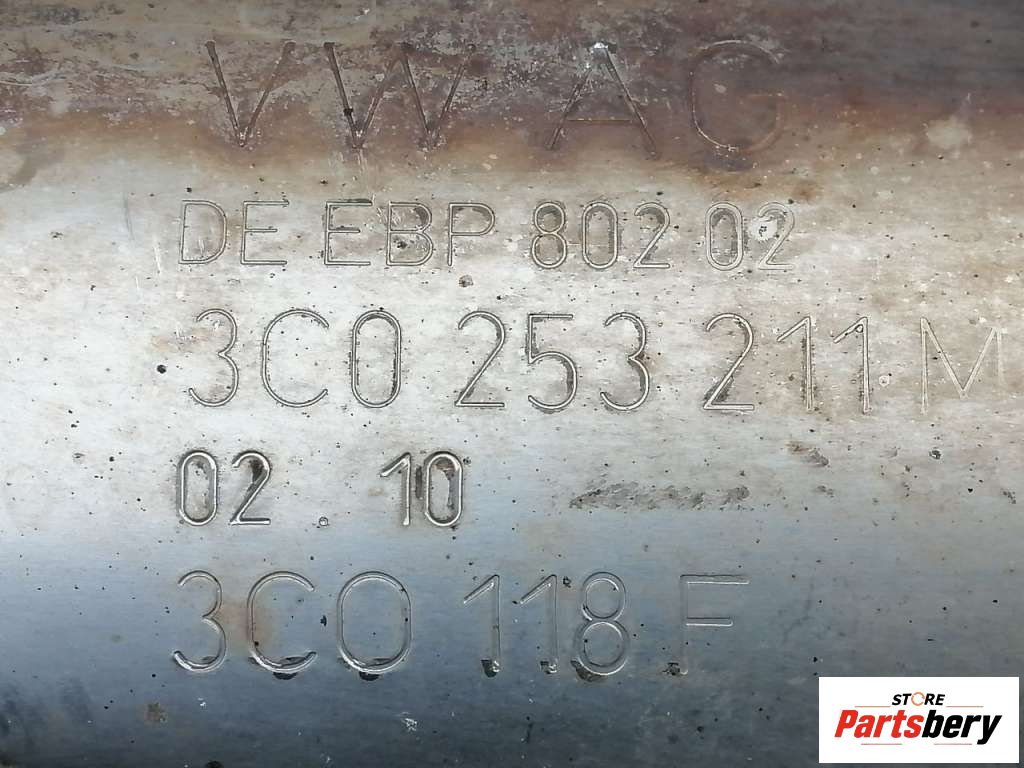 VW AG
DE EBP 802 02
3C0 253 211 M
02. 10
3C0 118 F
STORE
Partsbery